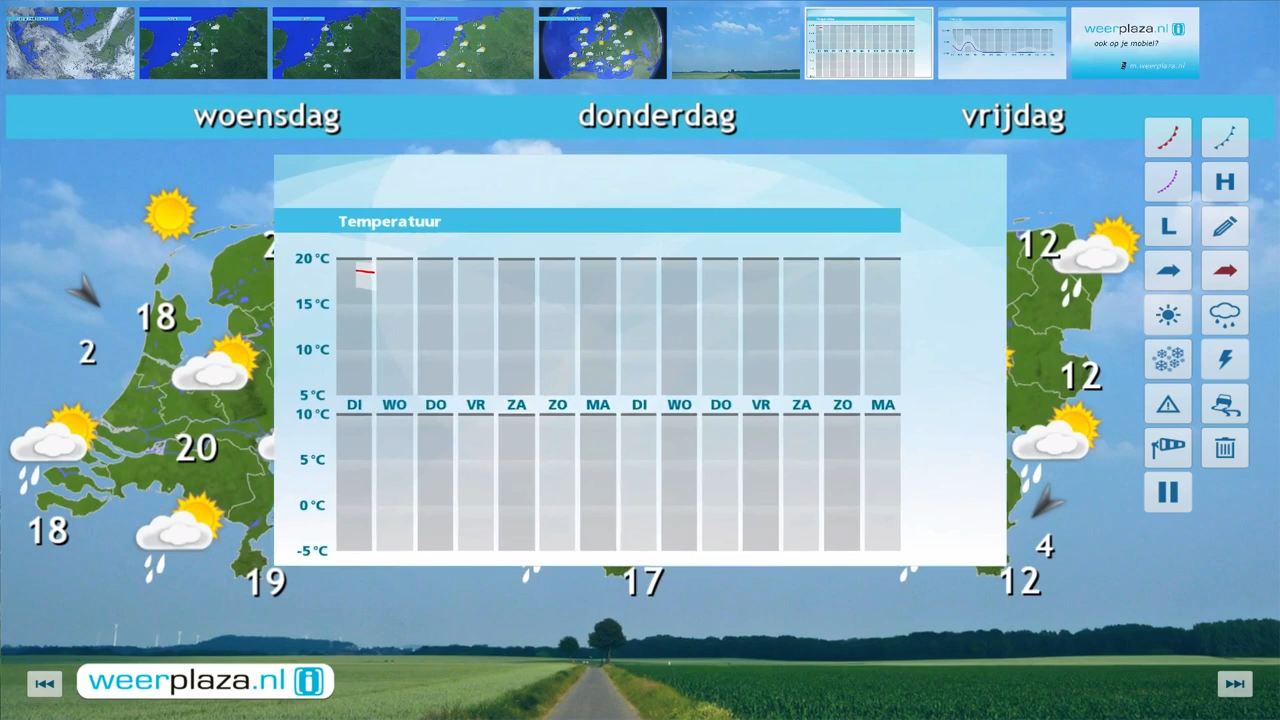 weerplaza.nl
ook op je mobiel?
m.weerplaza.nl
woensdag donderdag vrijdag
Temperatuur
20 °C
15 °C
10 °C
5 °C
DI WO DO VR ZA ZO MA DI WO DO VR ZA ZO MA
10 °C
5 °C
0 °C
-5 °C
2
18
2
20
18
19
17
12
12
4
12
H
L
weerplaza.nl